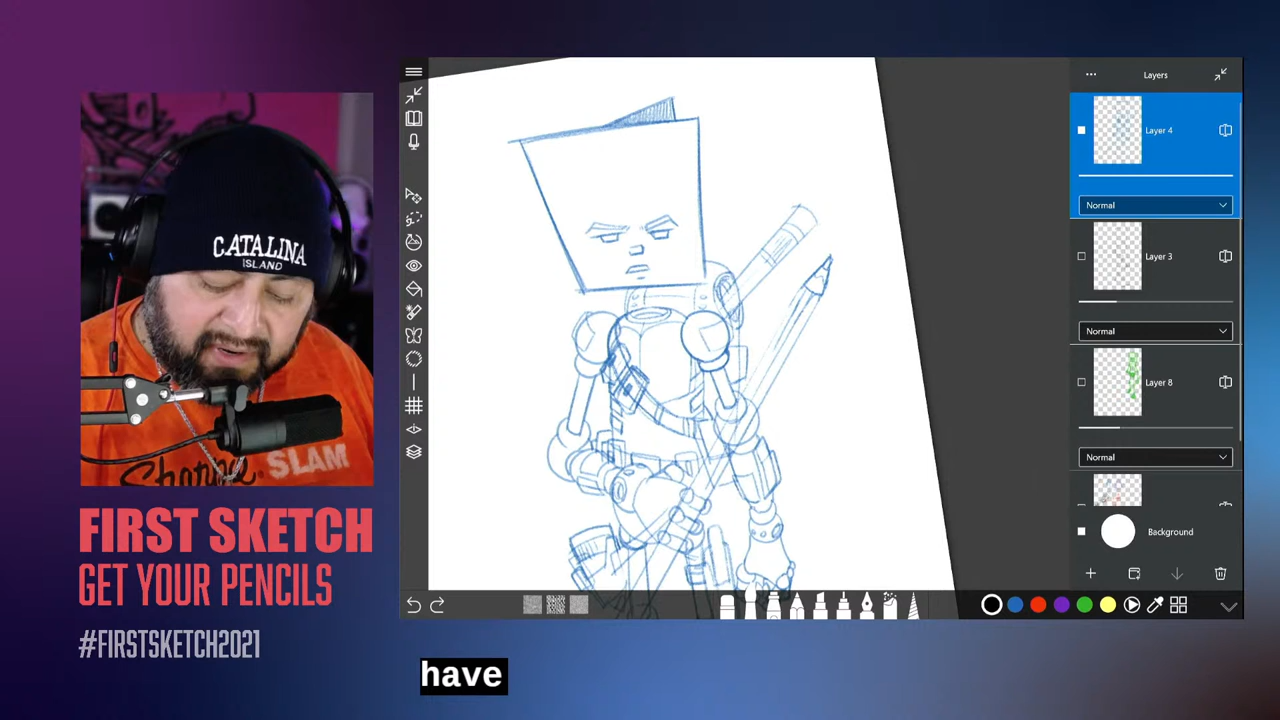 Layers
Layer 4
Normal
CATALINA
ISLAND
Layer 3
Normal
Layer 8
Normal
SLAM
Background
FIRST SKETCH
GET YOUR PENCILS
#FIRSTSKETCH2021
have